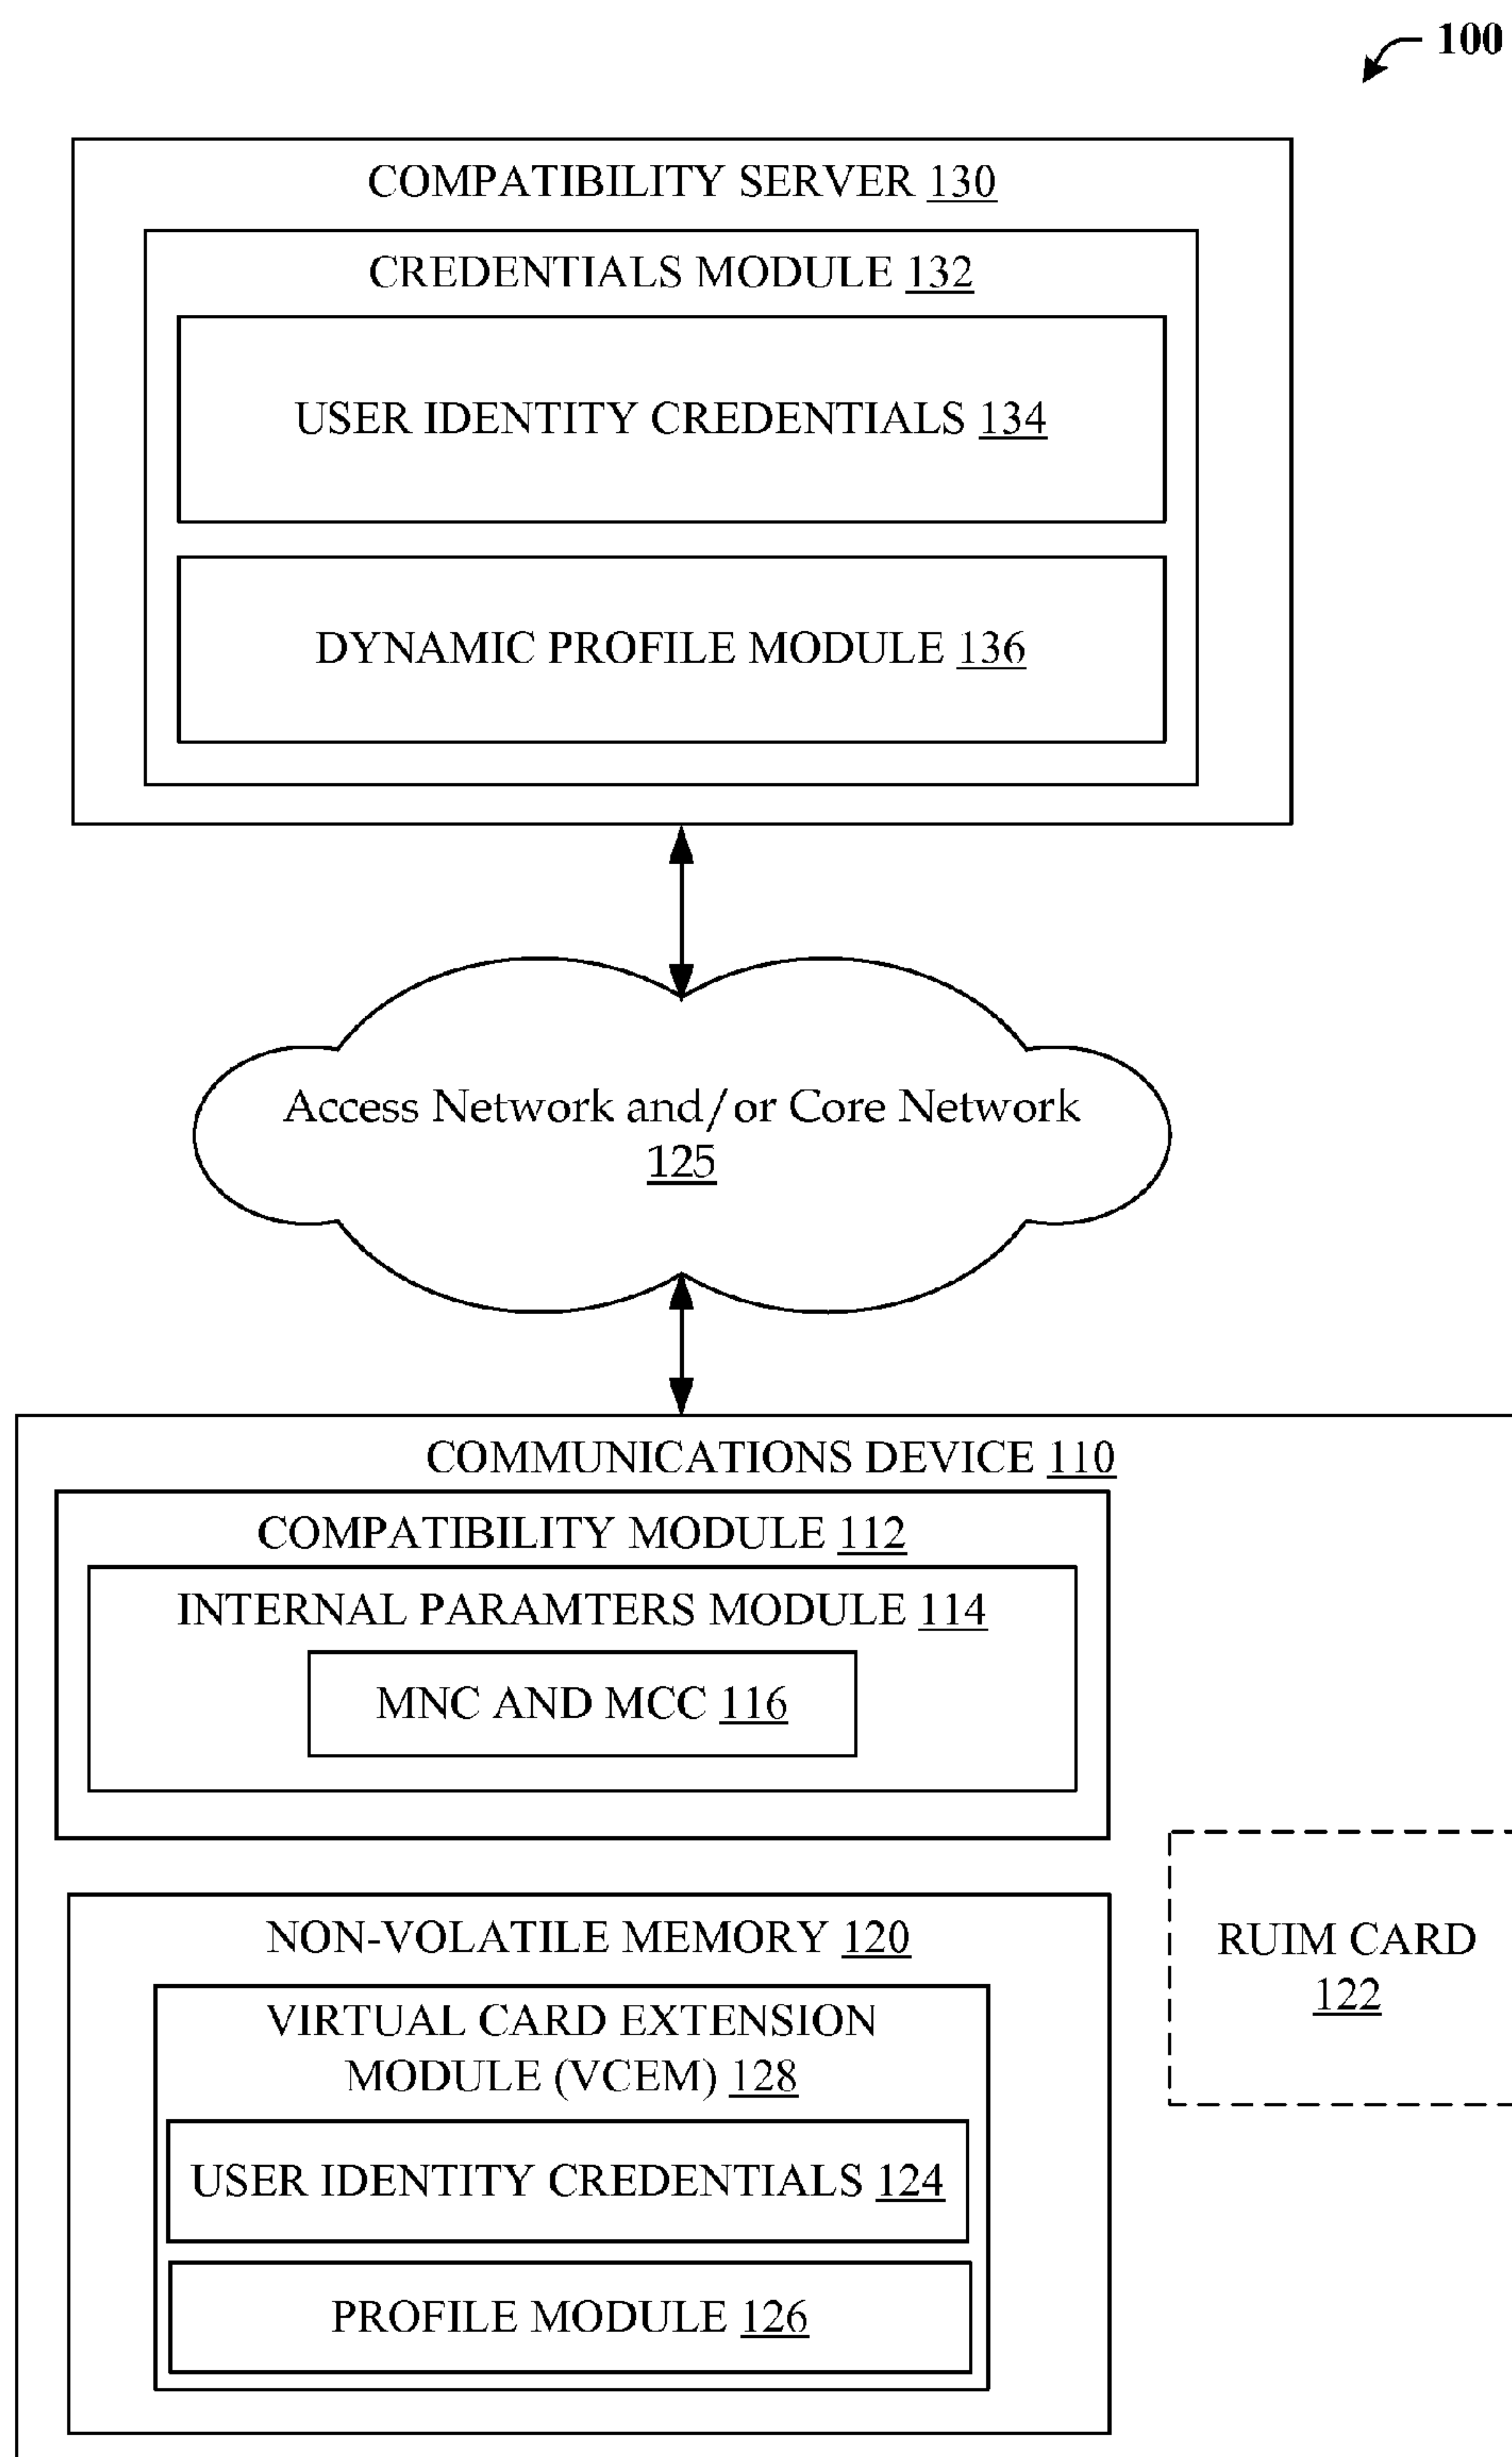 100
COMPATIBILITY SERVER 130
CREDENTIALS MODULE 132
USER IDENTITY CREDENTIALS 134
DYNAMIC PROFILE MODULE 136
Access Network and/or Core Network
125
COMMUNICATIONS DEVICE 110
COMPATIBILITY MODULE 112
INTERNAL PARAMTERS MODULE 114
MNC AND MCC 116
NON-VOLATILE MEMORY 120
VIRTUAL CARD EXTENSION
MODULE (VCEM) 128
USER IDENTITY CREDENTIALS 124
PROFILE MODULE 126
RUIM CARD
122